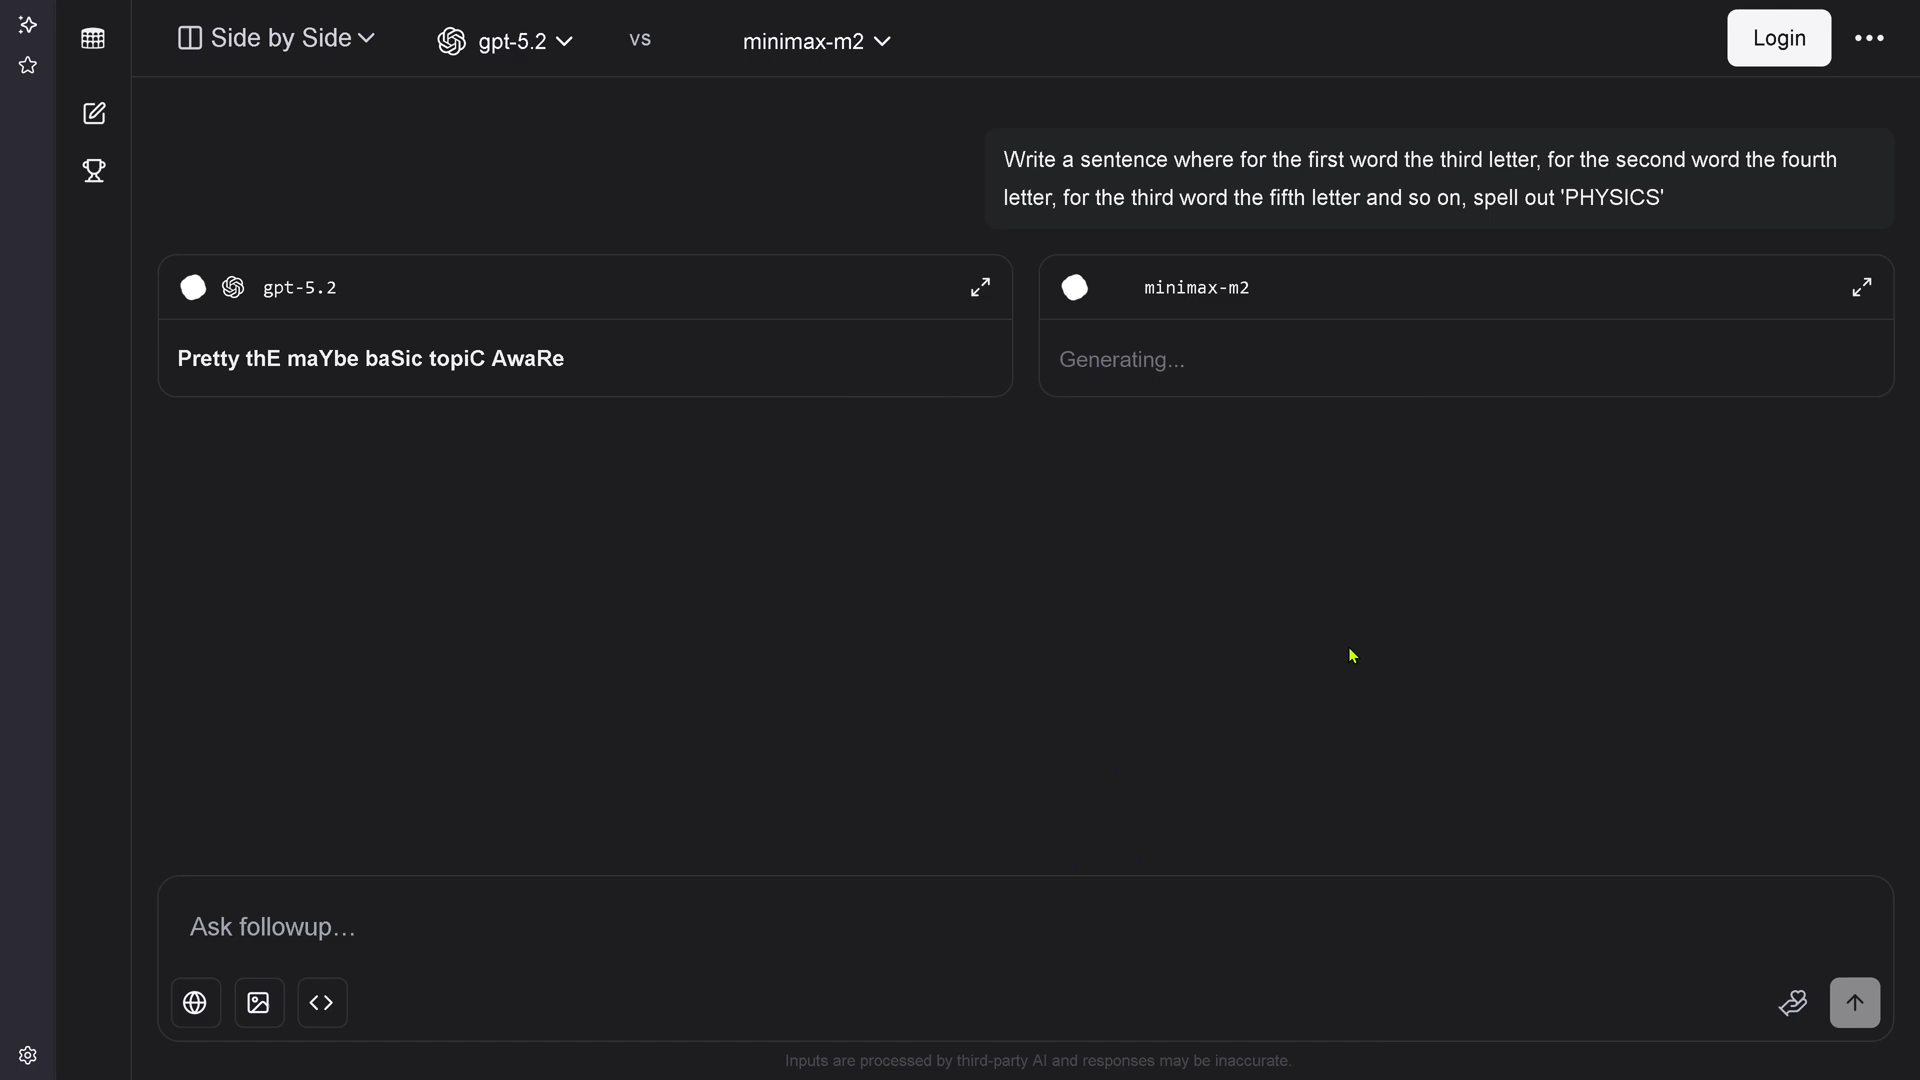 Side by Side
gpt-5.2
VS
minimax-m2
Login
Write a sentence where for the first word the third letter, for the second word the fourth
letter, for the third word the fifth letter and so on, spell out 'PHYSICS'
gpt-5.2
Pretty thE maYbe baSic topiC AwaRe
minimax-m2
Generating...
Ask followup…
Inputs are processed by third-party AI and responses may be inaccurate.